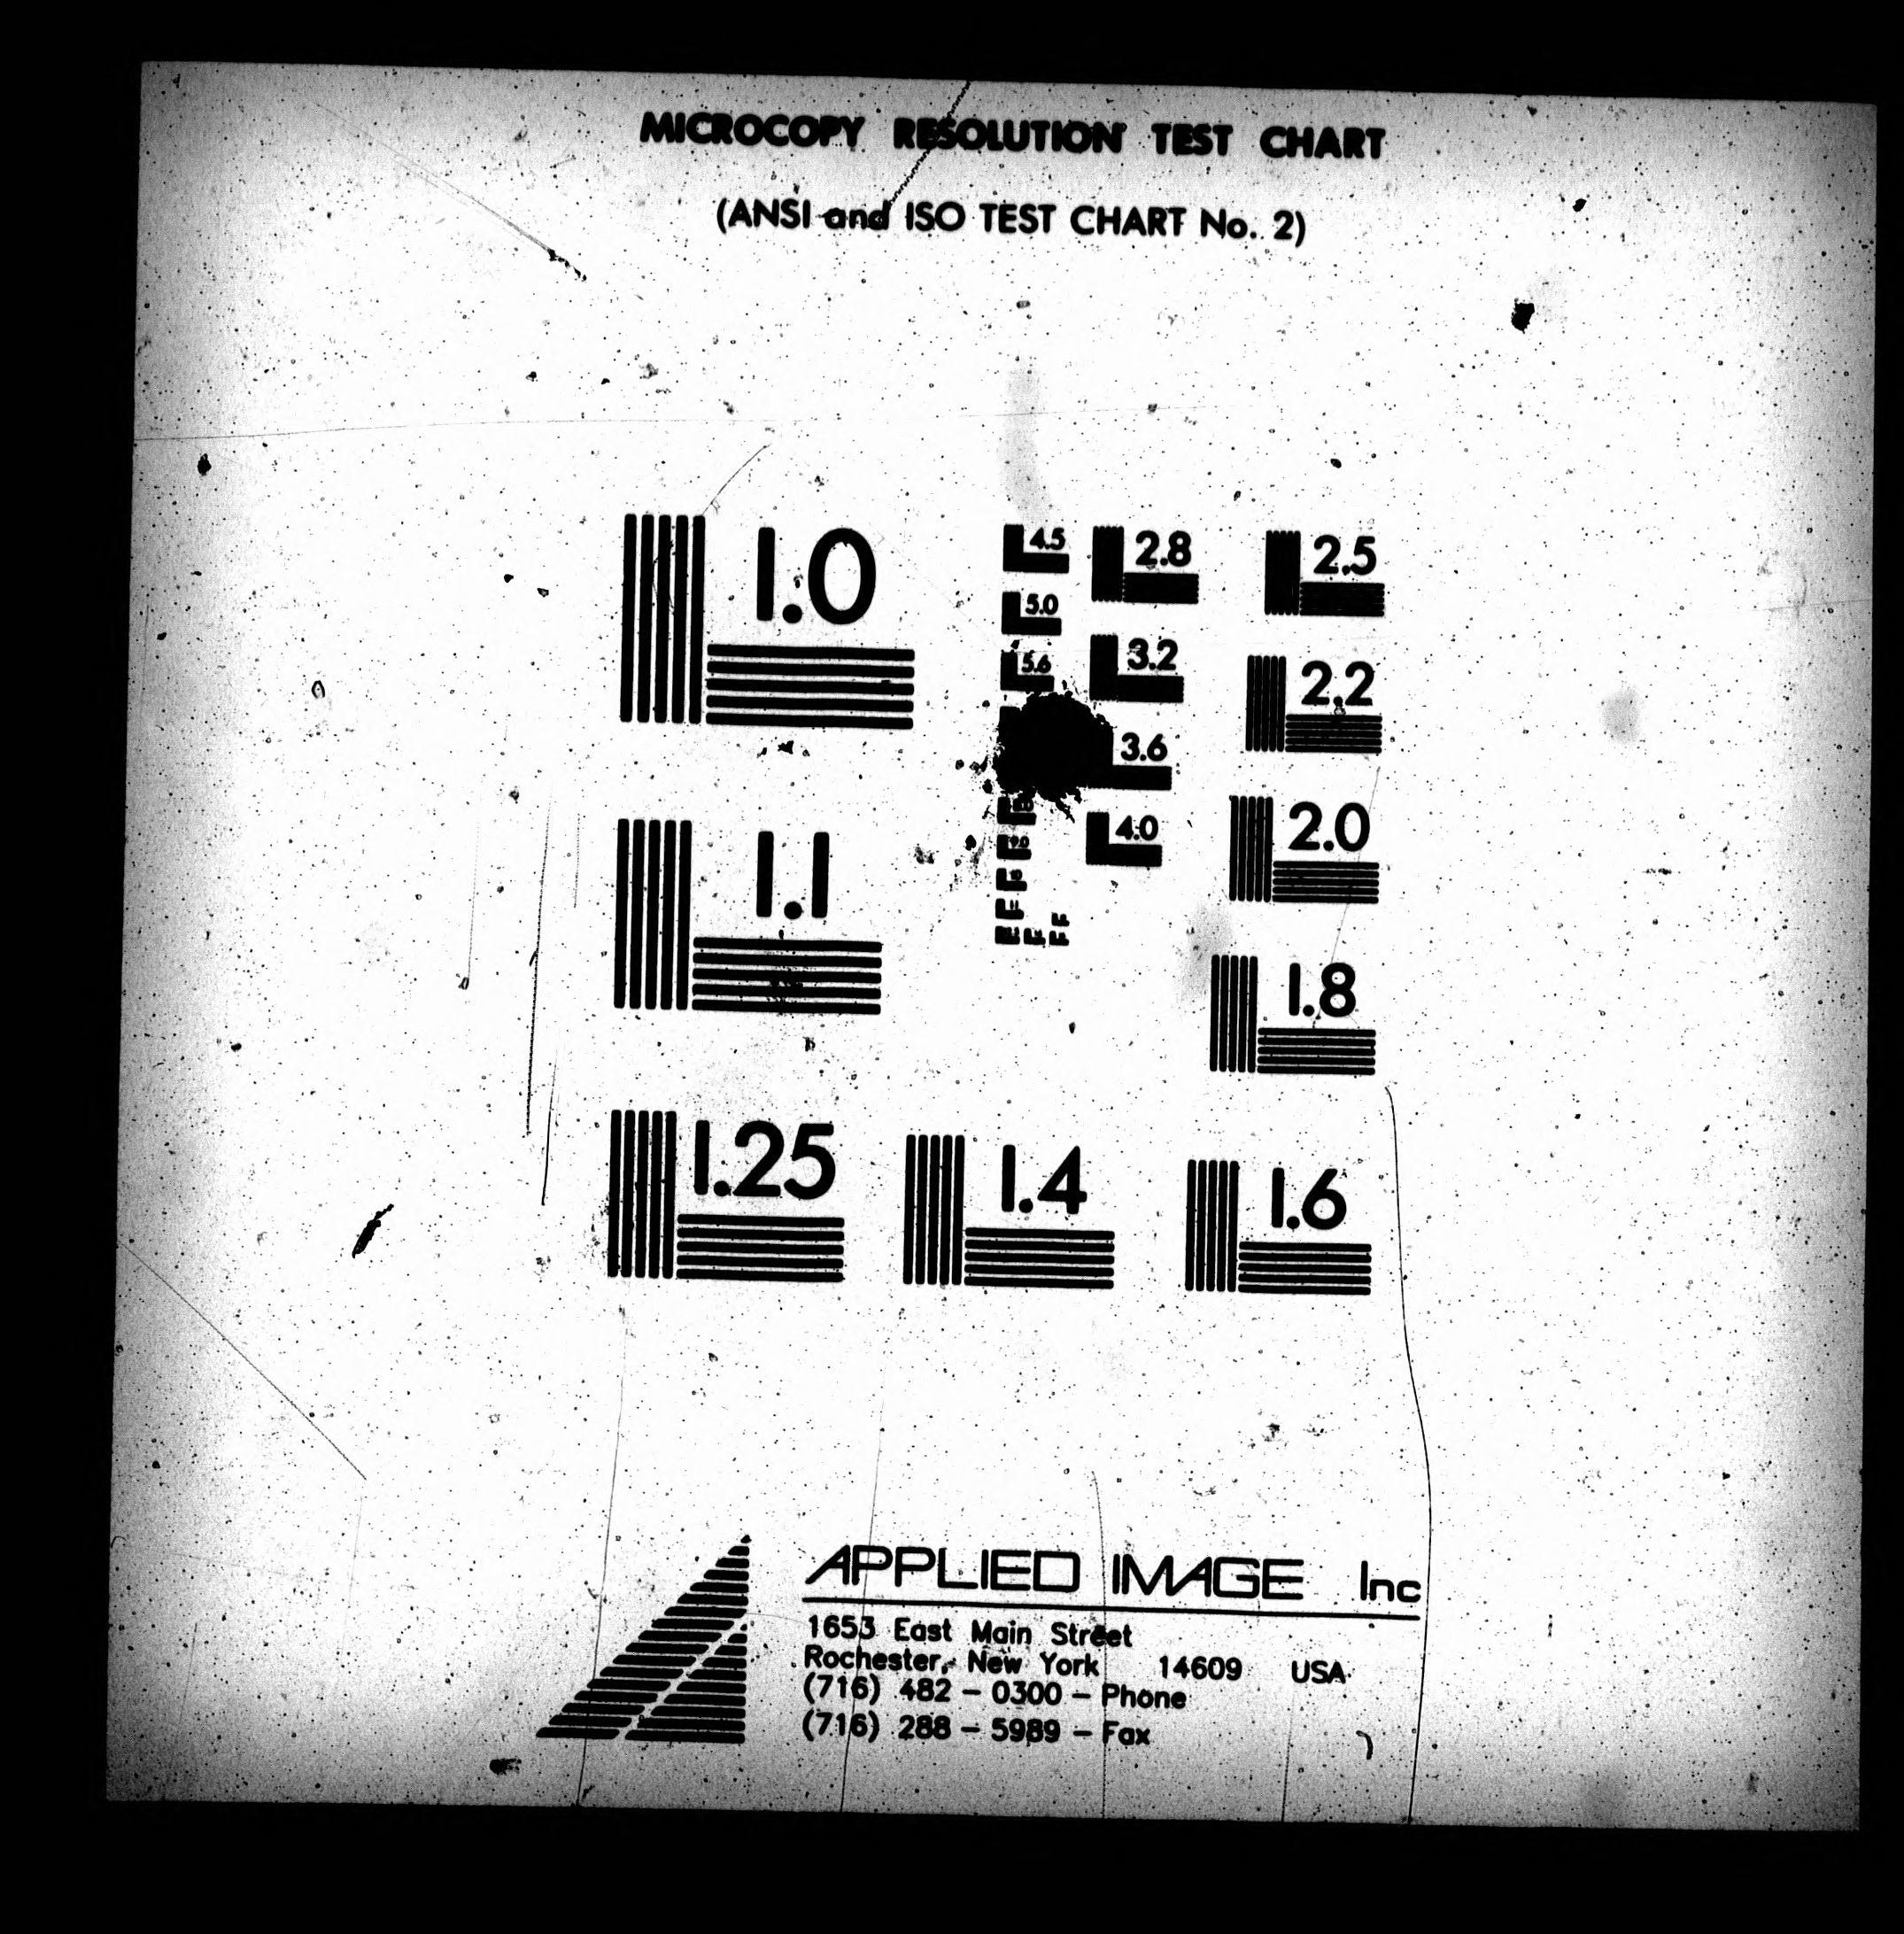 MICROCOPY RESOLUTION TEST CHART
(ANSI and ISO TEST CHART No. 2)
1.0
1.1
1.25
1.4
1.6
1.8
2.0
2.2
2.5
2.8
3.2
3.6
4.0
4.5
5.0
5.6
9.0
APPLIED IMAGE Inc
1653 East Main Street
Rochester, New York 14609 USA
(716) 482 - 0300 - Phone
(716) 288 - 5989 - Fax